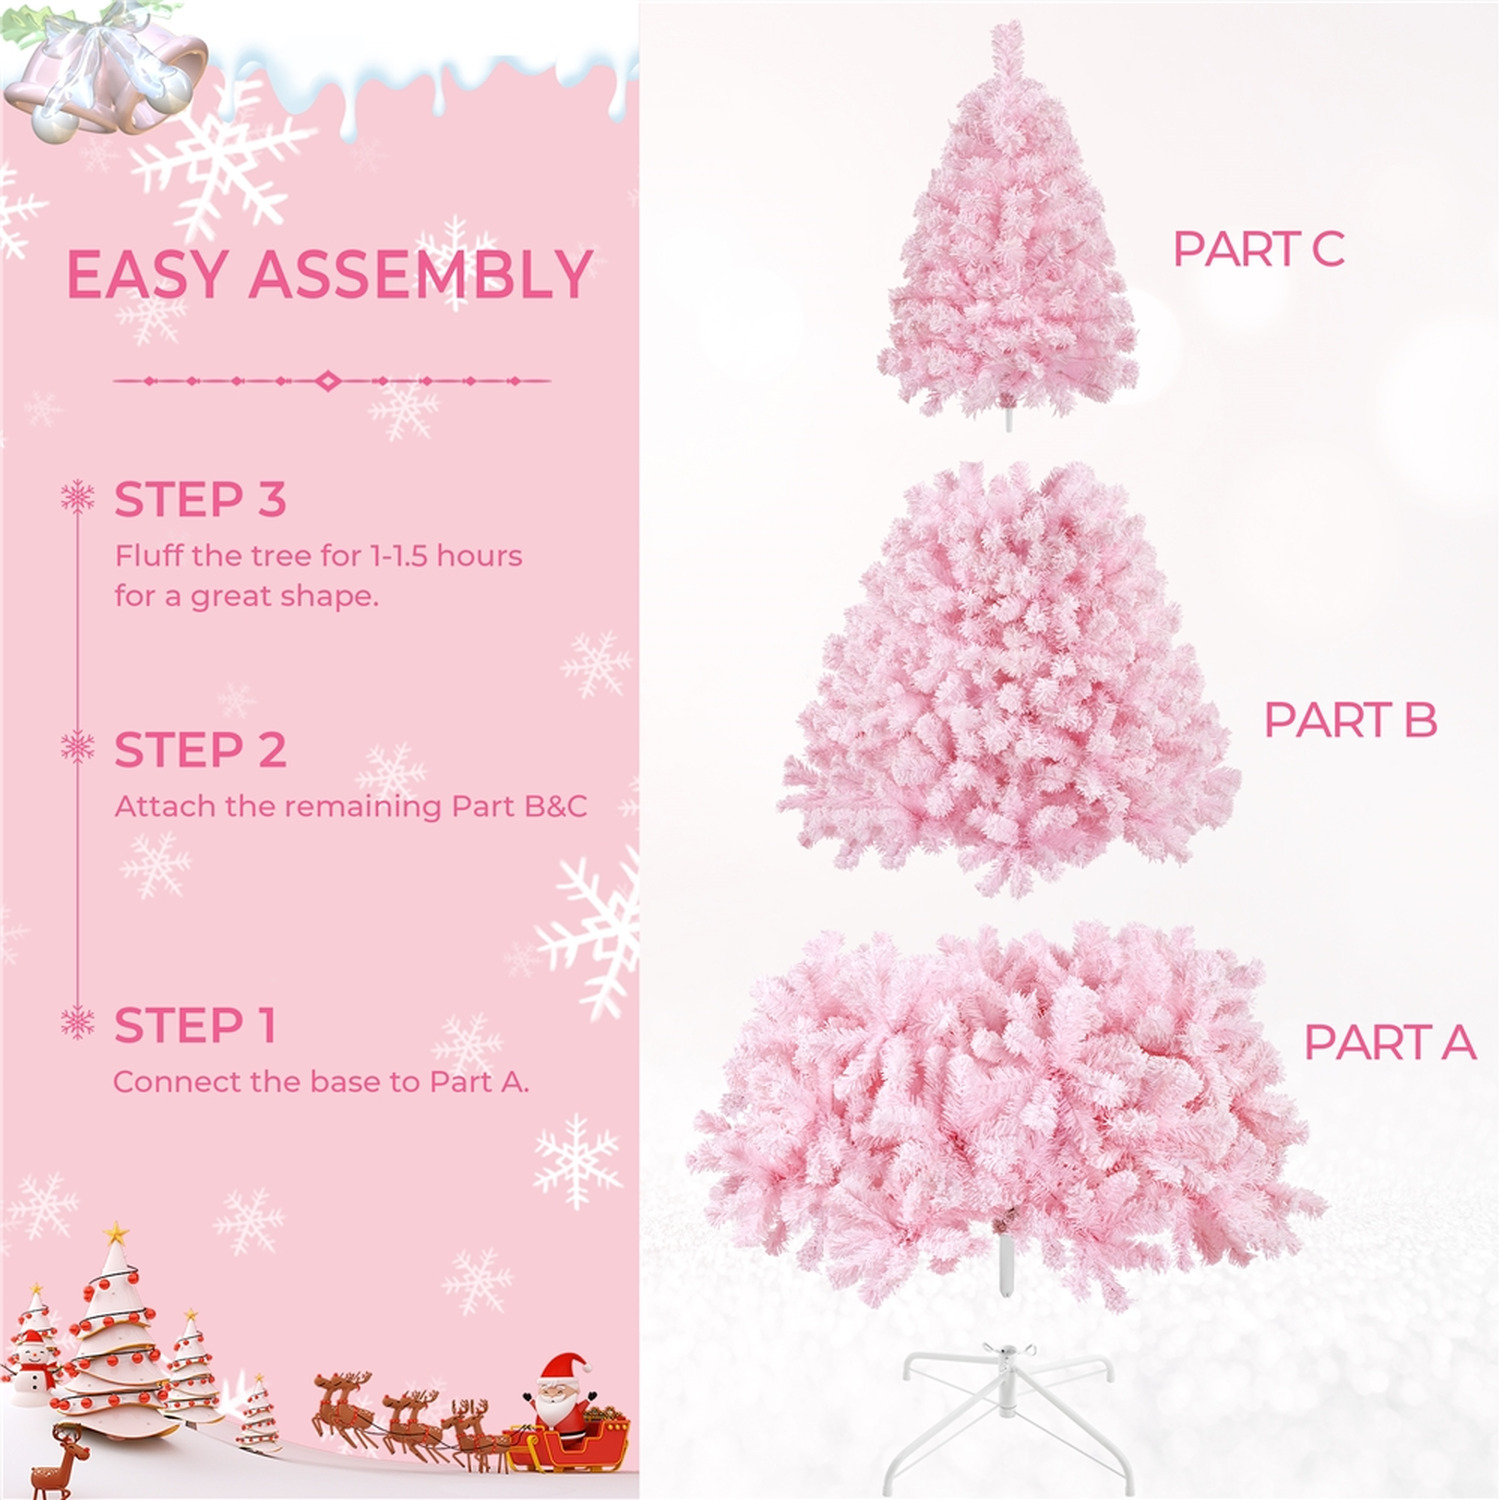 EASY ASSEMBLY
STEP 3
Fluff the tree for 1-1.5 hours
for a great shape.
STEP 2
Attach the remaining Part B&C
STEP 1
Connect the base to Part A.
PART C
PART B
PART A